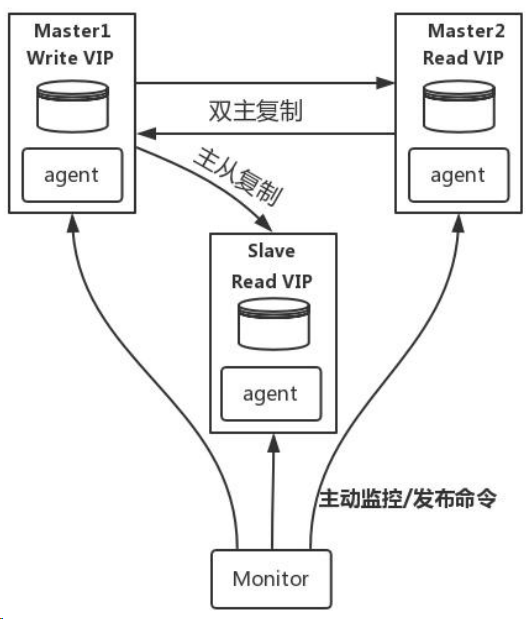 Master1
Write VIP
agent
Master2
Read VIP
agent
双主复制
主从复制
Slave
Read VIP
agent
主动监控/发布命令
Monitor